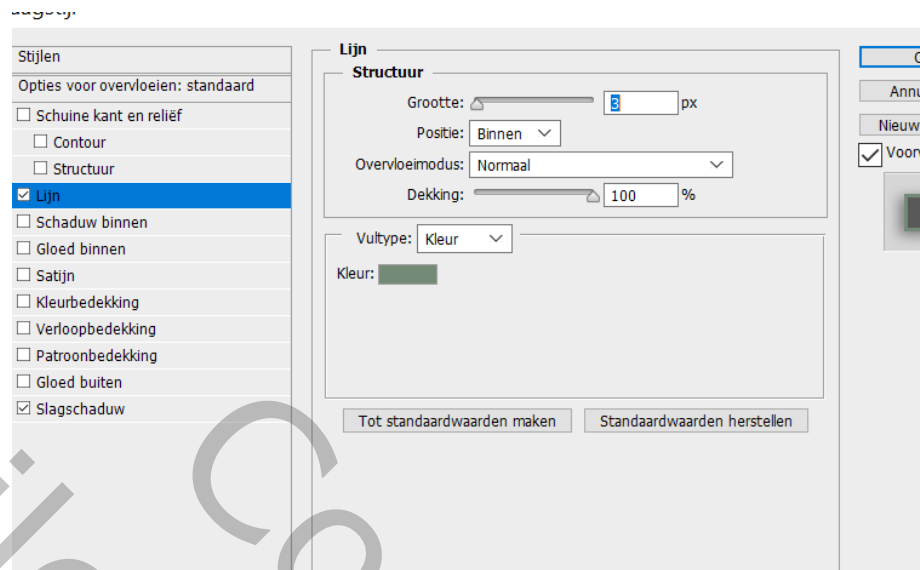 Stijlen
Opties voor overvloeien: standaard
Schuine kant en reliëf
Contour
Structuur
Lijn
Schaduw binnen
Gloed binnen
Satijn
Kleurbedekking
Verloopbedekking
Patroonbedekking
Gloed buiten
Slagschaduw
Lijn
Structuur
Grootte: 3 px
Positie: Binnen
Overvloeimodus: Normaal
Dekking: 100 %
Vultype: Kleur
Kleur:
Tot standaardwaarden maken Standaardwaarden herstellen
Annu
Nieuw
Voorv